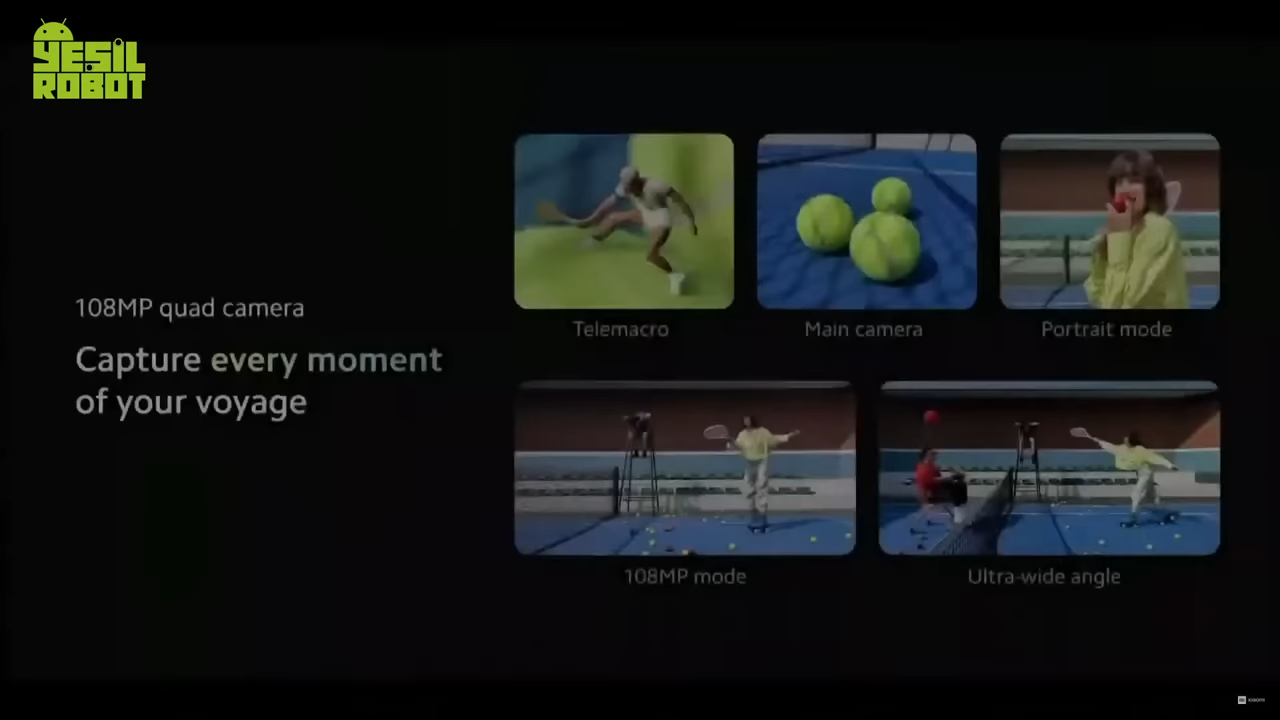 YEŞİL
ROBOT
108MP quad camera
Capture every moment
of your voyage
Telemacro
Main camera
Portrait mode
108MP mode
Ultra-wide angle